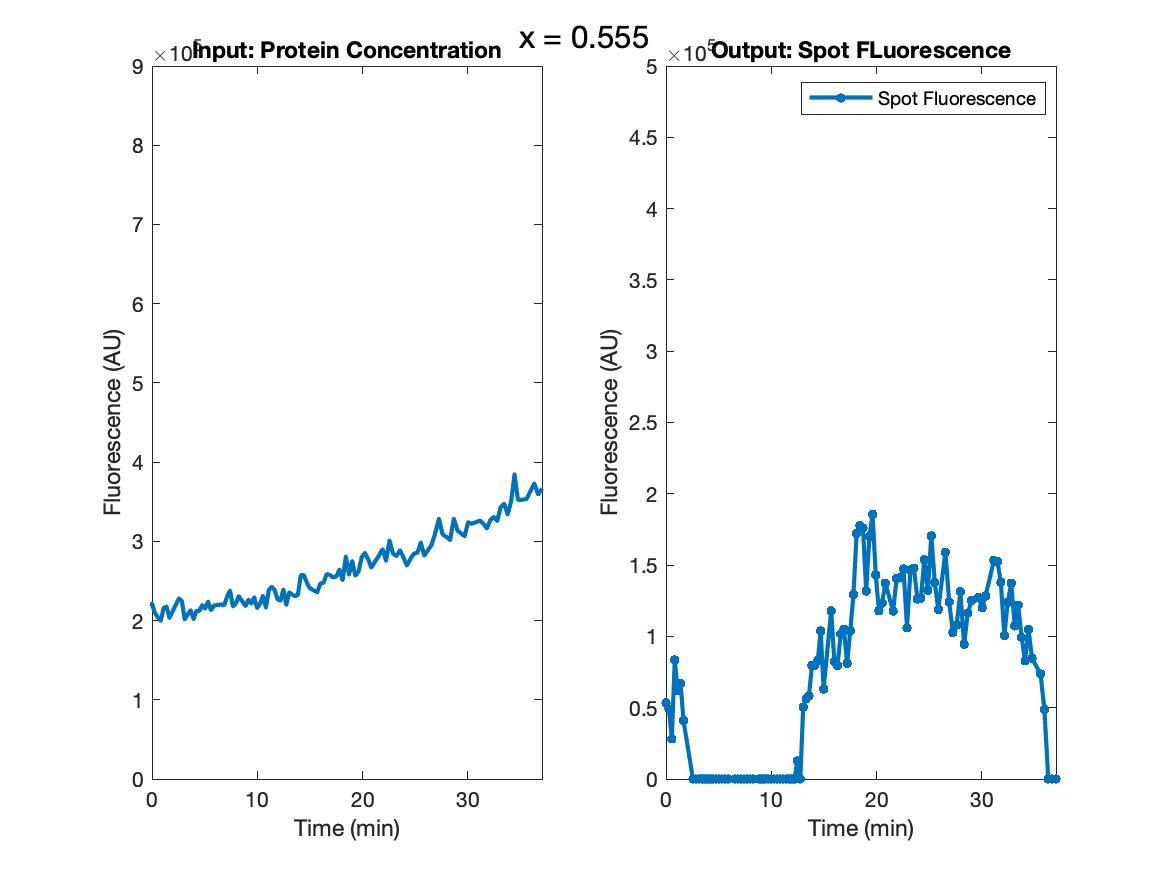 x = 0.555
×10⁵
Input: Protein Concentration
9
8
7
6
5
4
3
2
1
0
Fluorescence (AU)
0 10 20 30
Time (min)
×10⁵
Output: Spot FLuorescence
Spot Fluorescence
5
4.5
4
3.5
3
2.5
2
1.5
1
0.5
0
Fluorescence (AU)
0 10 20 30
Time (min)